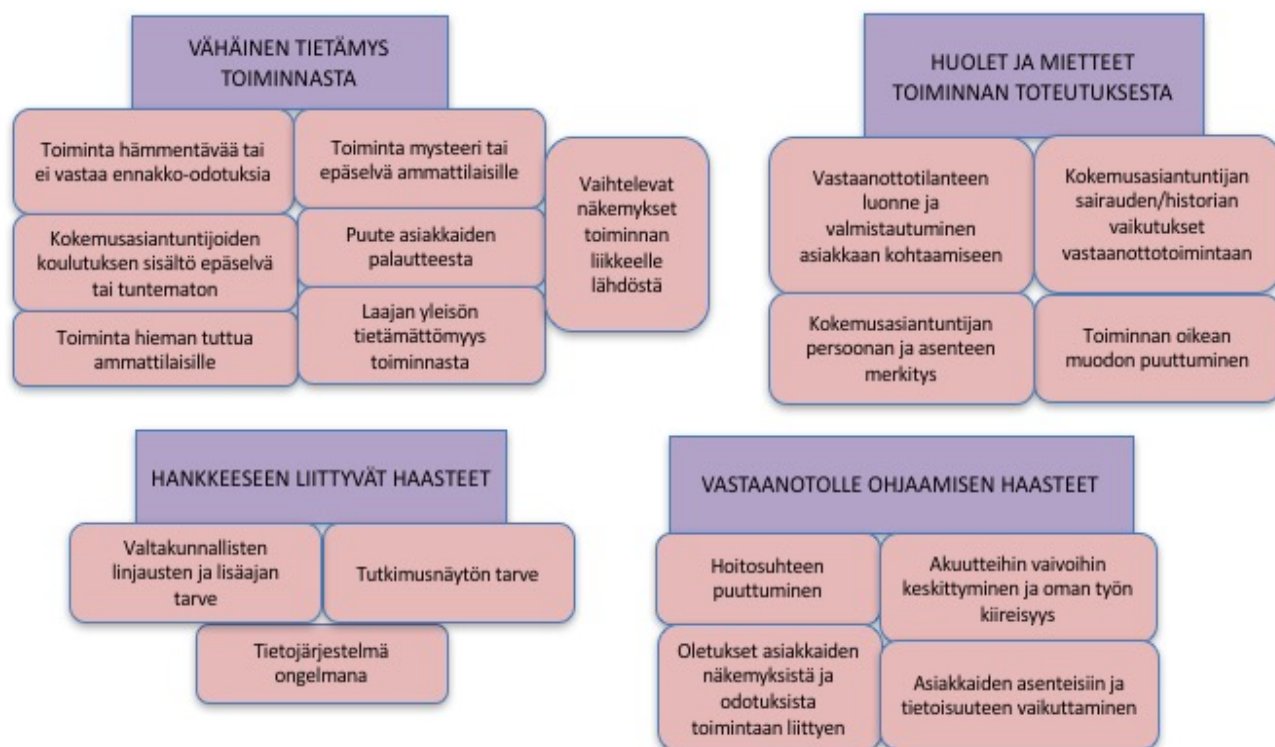 VÄHÄINEN TIETÄMYS
TOIMINNASTA
Toiminta hämmentävää tai
ei vastaa ennakko-odotuksia
Toiminta mysteeri tai
epäselvä ammattilaisille
Vaihtelevat
näkemykset
toiminnan
liikkeelle
lähdöstä
Kokemusasiantuntijoiden
koulutuksen sisältö epäselvä
tai tuntematon
Puute asiakkaiden
palautteesta
Toiminta hieman tuttua
ammattilaisille
Laajan yleisön
tietämättömyys
toiminnasta
HUOLET JA MIETTEET
TOIMINNAN TOTEUTUKSESTA
Vastaanottotilanteen
luonne ja
valmistautuminen
asiakkaan kohtaamiseen
Kokemusasiantuntijan
sairauden/historian
vaikutukset
vastaanottotoimintaan
Kokemusasiantuntijan
persoonan ja asenteen
merkitys
Toiminnan oikean
muodon puuttuminen
HANKKEESEEN LIITTYVÄT HAASTEET
Valtakunnallisten
linjausten ja lisäajan
tarve
Tutkimusnäytön tarve
Tietojärjestelmä
ongelmana
VASTAANOTOLLE OHJAAMISEN HAASTEET
Hoitosuhteen
puuttuminen
Akuutteihin vaivoihin
keskittyminen ja oman työn
kiireisyys
Oletukset asiakkaiden
näkemyksistä ja
odotuksista
toimintaan liittyen
Asiakkaiden asenteisiin ja
tietoisuuteen vaikuttaminen